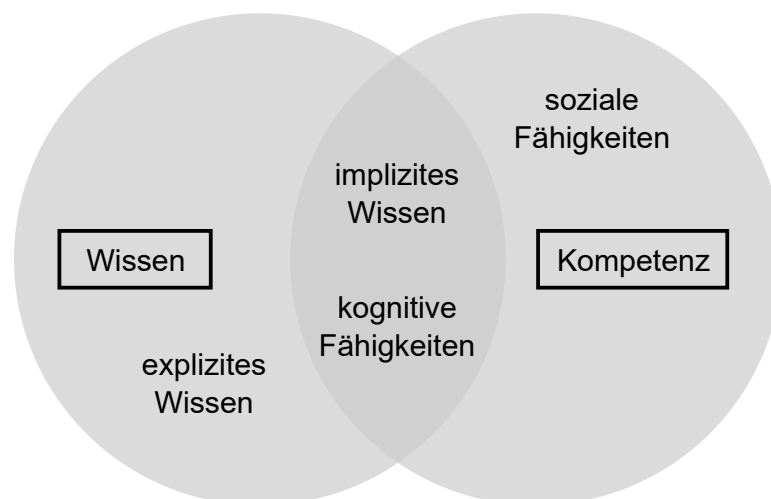 soziale
Fähigkeiten
implizites
Wissen
Wissen
Kompetenz
kognitive
Fähigkeiten
explizites
Wissen